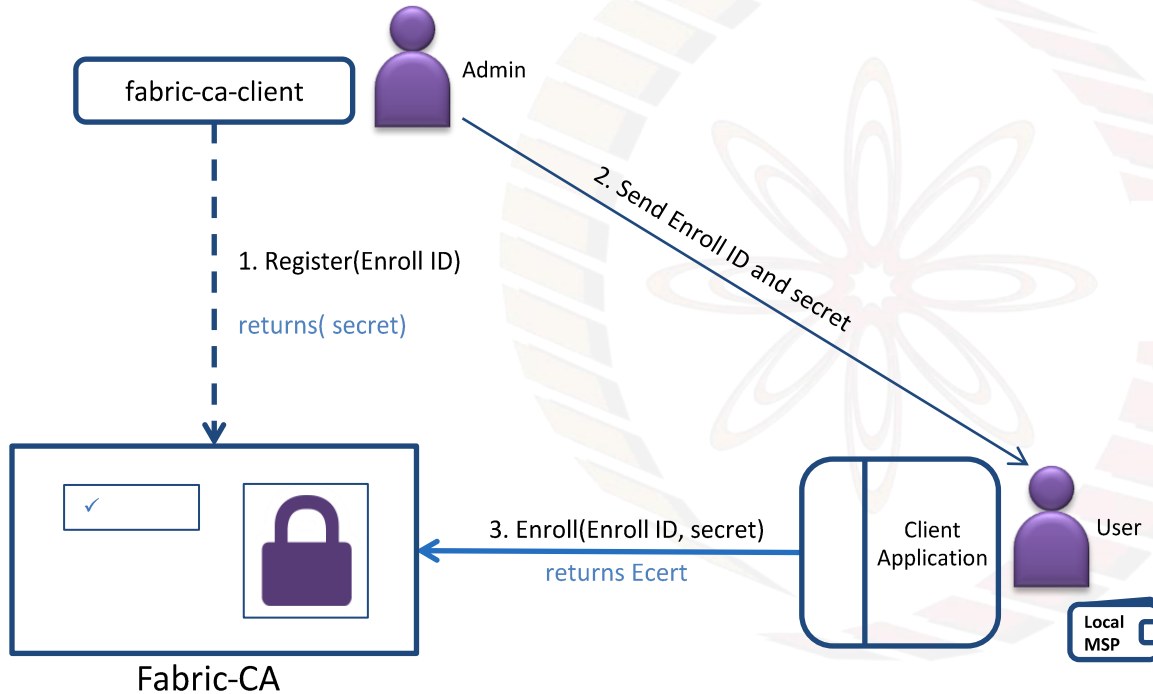 Admin
fabric-ca-client
2. Send Enroll ID and secret
1. Register(Enroll ID)
returns( secret)
✓
3. Enroll(Enroll ID, secret)
returns Ecert
Client
Application
User
Local
MSP
Fabric-CA